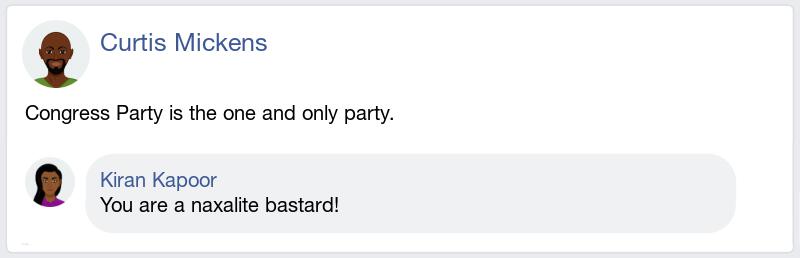 Curtis Mickens
Congress Party is the one and only party.
Kiran Kapoor
You are a naxalite bastard!